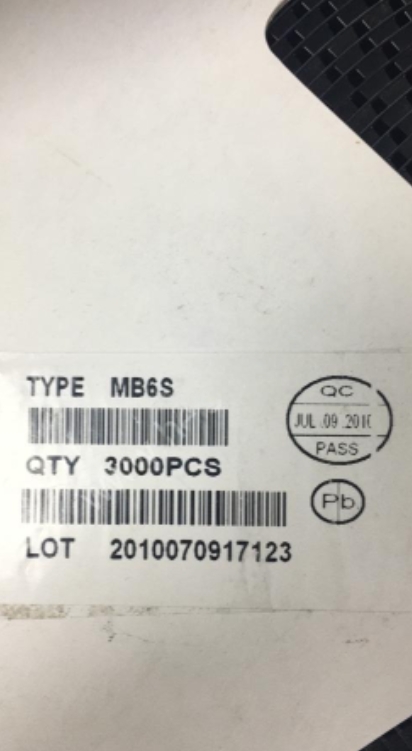 TYPE MB6S
QC
JUL .09 .2010
PASS
QTY 3000PCS
Pb
LOT 2010070917123